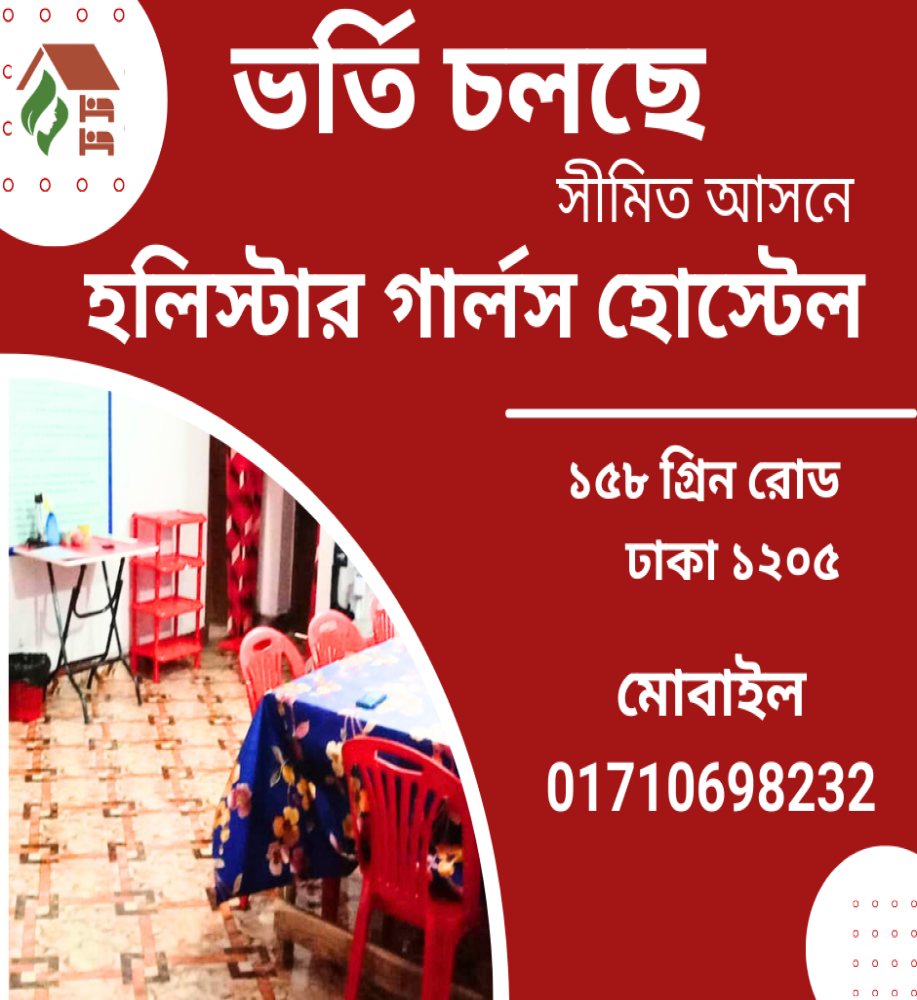 ভর্তি চলছে
সীমিত আসনে
হলিস্টার গার্লস হোস্টেল
১৫৮ গ্রিন রোড
ঢাকা ১২০৫
মোবাইল
01710698232